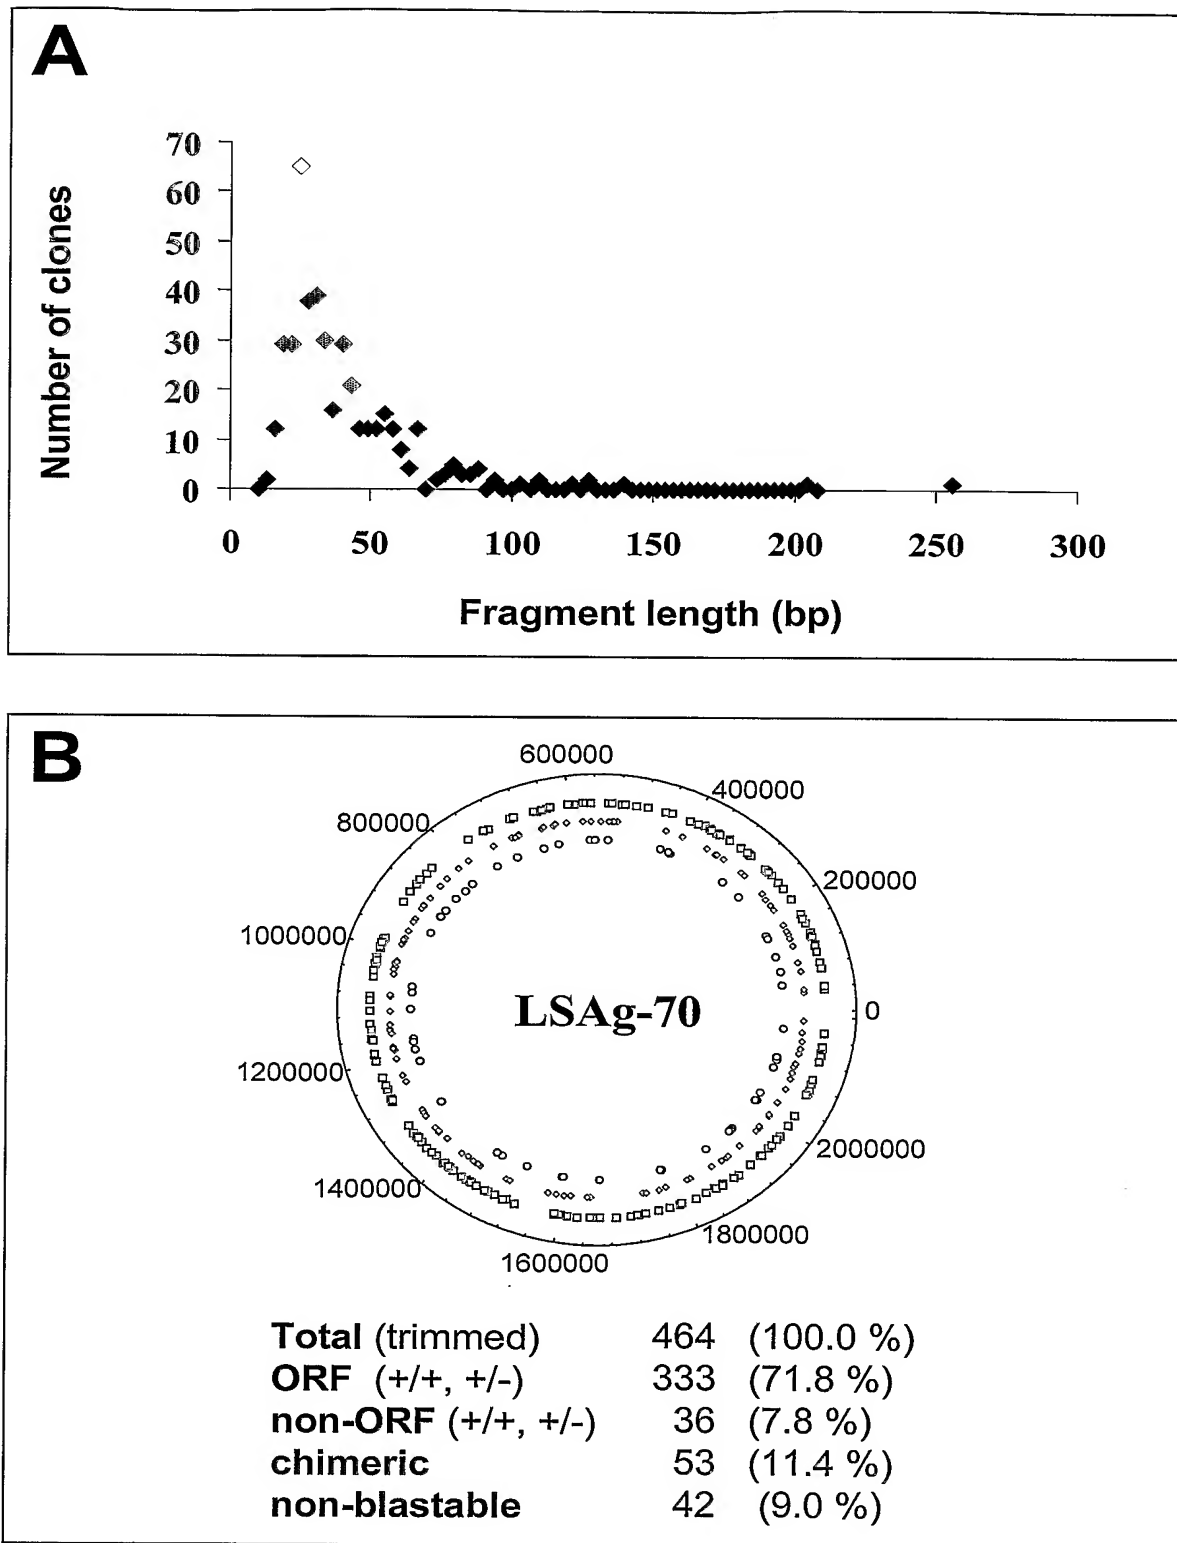 A
Number of clones
70
60
50
40
30
20
10
0
0 50 100 150 200 250 300
Fragment length (bp)
B
600000
400000
800000
200000
1000000
LSAg-70
0
1200000
2000000
1400000
1800000
1600000
Total (trimmed) 464 (100.0 %)
ORF (+/+, +/-) 333 (71.8 %)
non-ORF (+/+, +/-) 36 (7.8 %)
chimeric 53 (11.4 %)
non-blastable 42 (9.0 %)